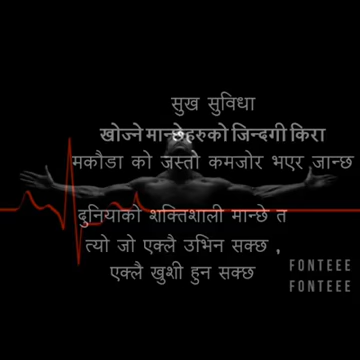 सुख सुविधा
खोज्ने मान्छेहरुको जिन्दगी किरा
मकौडा को जस्तो कमजोर भएर जान्छ
दुनियाको शक्तिशाली मान्छे त
त्यो जो एक्लै उभिन सक्छ ,
एक्लै खुशी हुन सक्छ
FONTEEE
FONTEEE